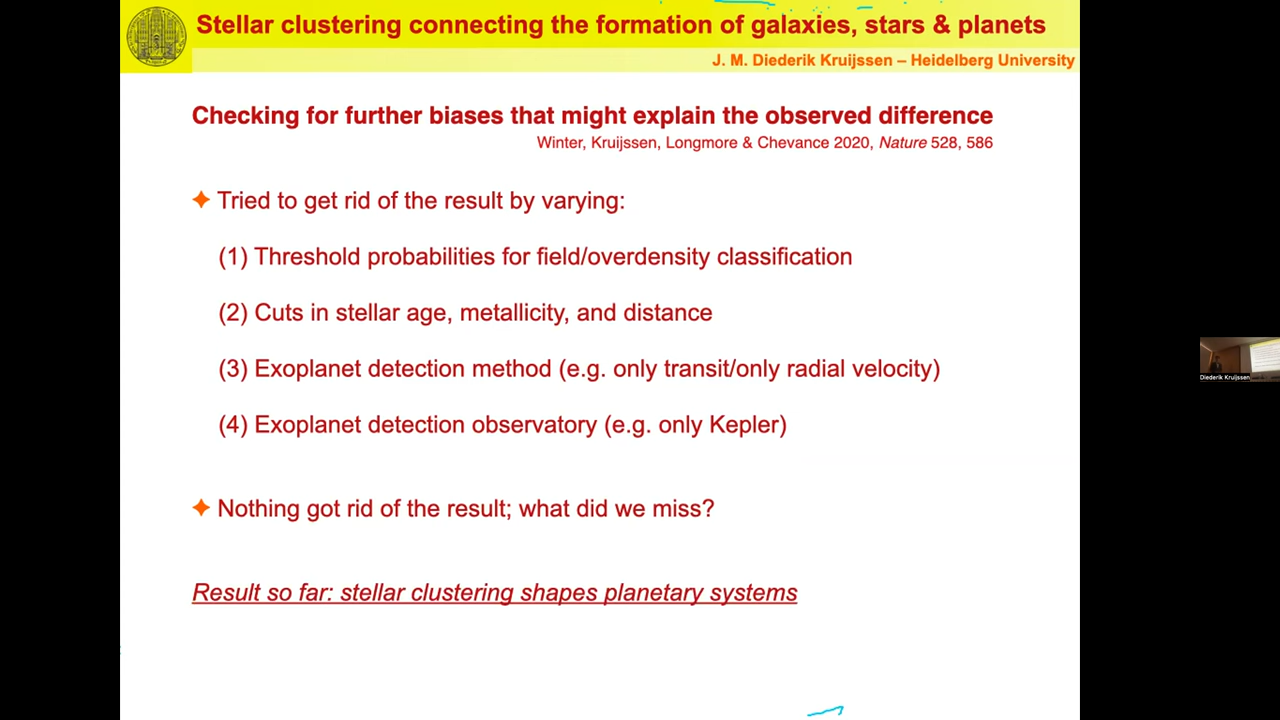 Stellar clustering connecting the formation of galaxies, stars & planets
J. M. Diederik Kruijssen – Heidelberg University
Checking for further biases that might explain the observed difference
Winter, Kruijssen, Longmore & Chevance 2020, Nature 528, 586
✦ Tried to get rid of the result by varying:
(1) Threshold probabilities for field/overdensity classification
(2) Cuts in stellar age, metallicity, and distance
(3) Exoplanet detection method (e.g. only transit/only radial velocity)
(4) Exoplanet detection observatory (e.g. only Kepler)
✦ Nothing got rid of the result; what did we miss?
Result so far: stellar clustering shapes planetary systems
Diederik Kruijssen